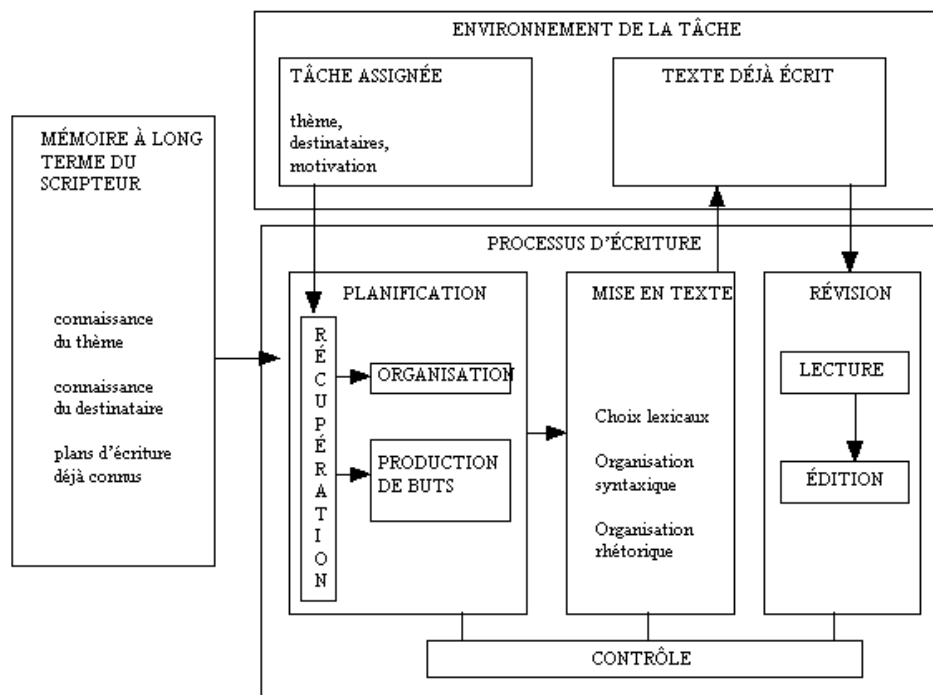 ENVIRONNEMENT DE LA TÂCHE
TÂCHE ASSIGNÉE
thème,
destinataires,
motivation
TEXTE DÉJÀ ÉCRIT
MÉMOIRE À LONG
TERME DU
SCRIPTEUR
connaissance
du thème
connaissance
du destinataire
plans d'écriture
déjà connus
PROCESSUS D'ÉCRITURE
PLANIFICATION
RÉCUPÉRATION
ORGANISATION
PRODUCTION
DE BUTS
MISE EN TEXTE
Choix lexicaux
Organisation
syntaxique
Organisation
rhétorique
RÉVISION
LECTURE
ÉDITION
CONTRÔLE